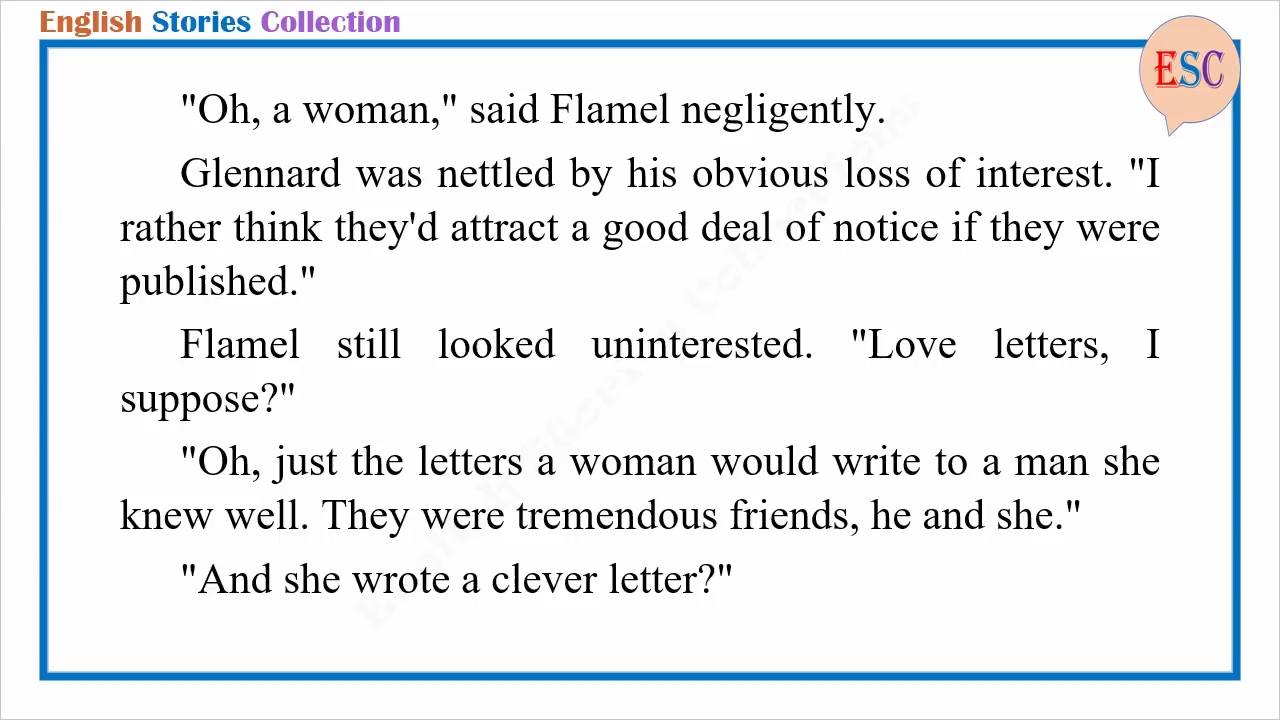 English Stories Collection
ESC
"Oh, a woman," said Flamel negligently.
Glennard was nettled by his obvious loss of interest. "I
rather think they'd attract a good deal of notice if they were
published."
Flamel still looked uninterested. "Love letters, I
suppose?"
"Oh, just the letters a woman would write to a man she
knew well. They were tremendous friends, he and she."
"And she wrote a clever letter?"